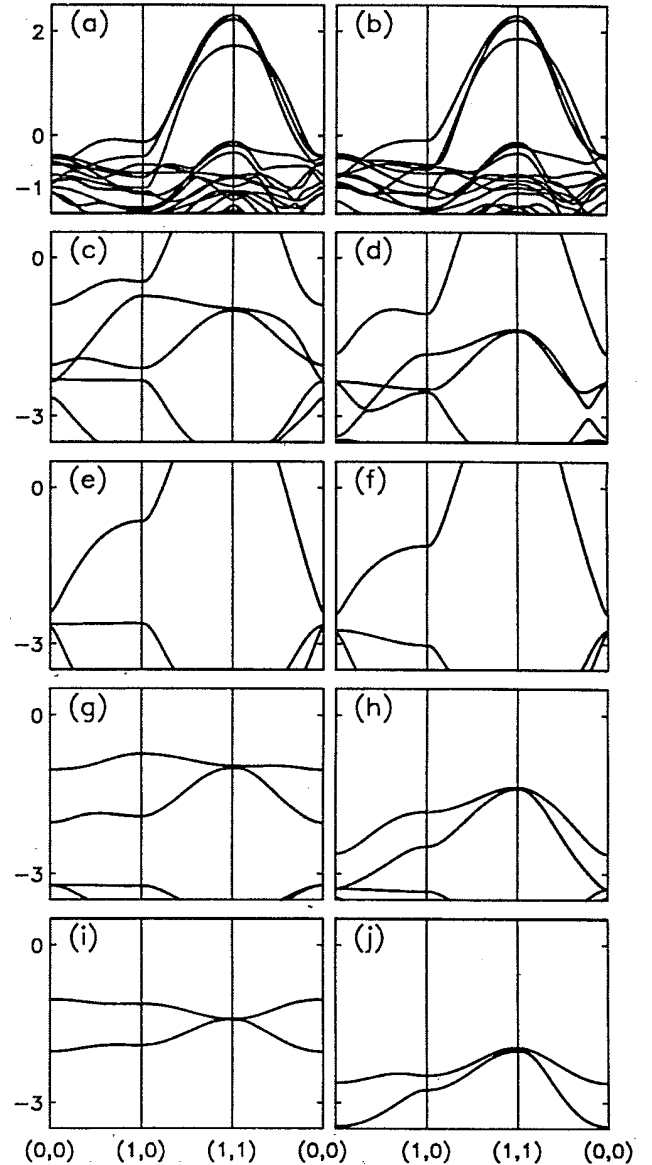 (a) (b)
2
0
−1
(c) (d)
0
−3
(e) (f)
0
−3
(g) (h)
0
−3
(i) (j)
0
−3
(0,0) (1,0) (1,1) (0,0) (1,0) (1,1) (0,0)